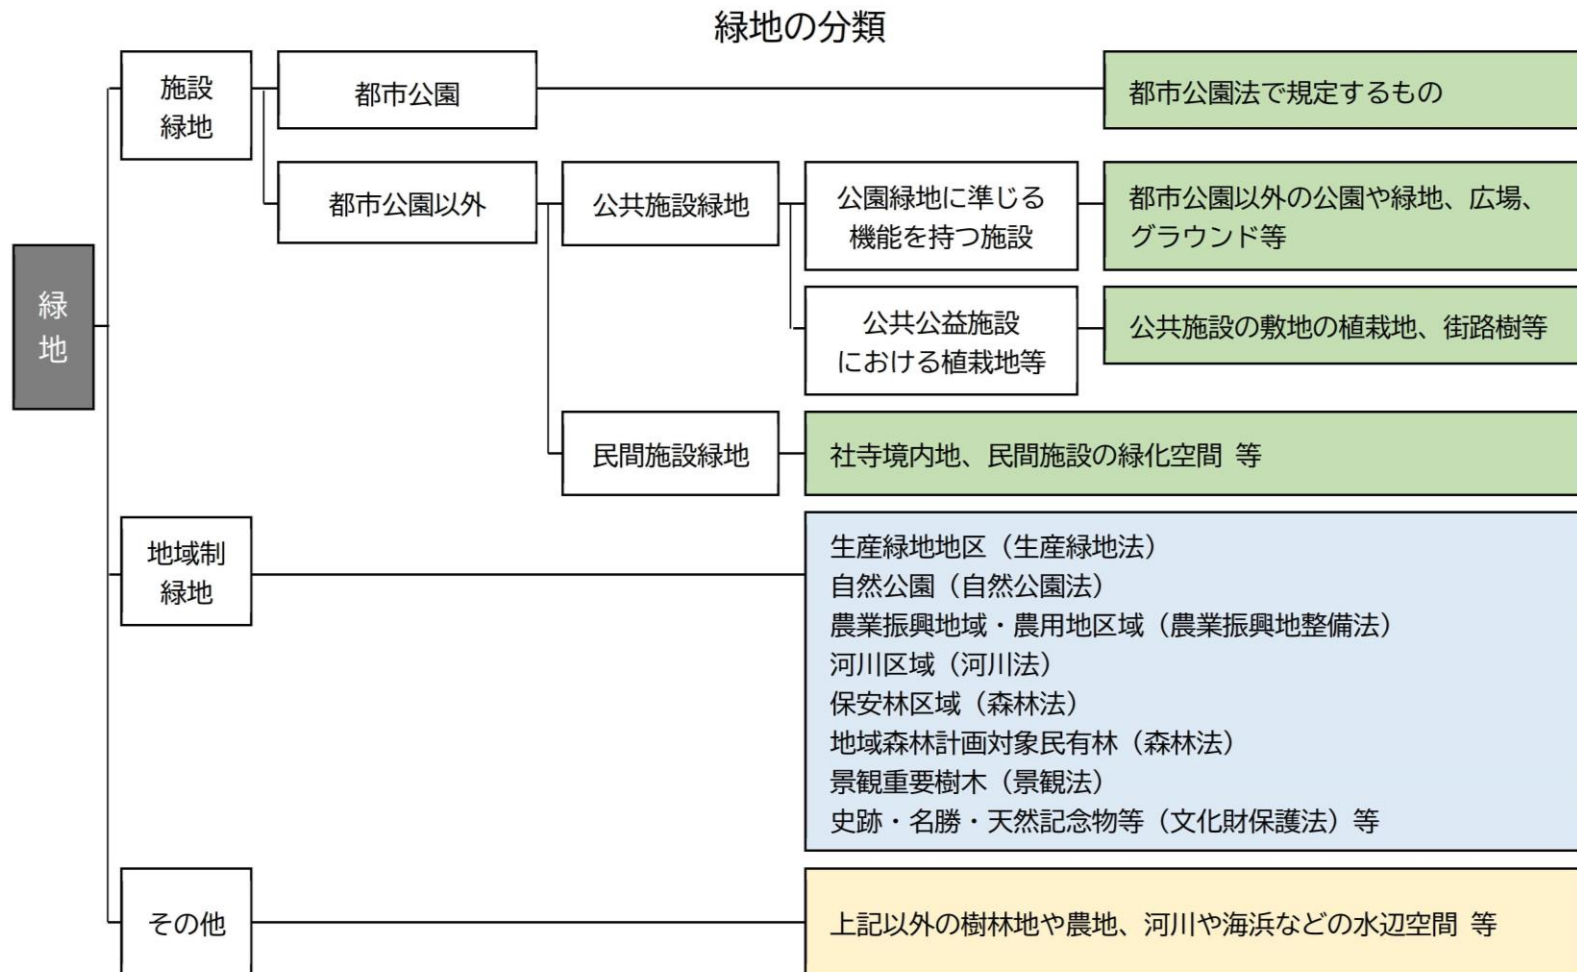 緑地の分類
緑
地
施設
緑地
都市公園
都市公園法で規定するもの
都市公園以外
公共施設緑地
公園緑地に準じる
機能を持つ施設
都市公園以外の公園や緑地、広場、
グラウンド等
公共公益施設
における植栽地等
公共施設の敷地の植栽地、街路樹等
民間施設緑地
社寺境内地、民間施設の緑化空間 等
地域制
緑地
生産緑地地区（生産緑地法）
自然公園（自然公園法）
農業振興地域・農用地区域（農業振興地整備法）
河川区域（河川法）
保安林区域（森林法）
地域森林計画対象民有林（森林法）
景観重要樹木（景観法）
史跡・名勝・天然記念物等（文化財保護法）等
その他
上記以外の樹林地や農地、河川や海浜などの水辺空間 等